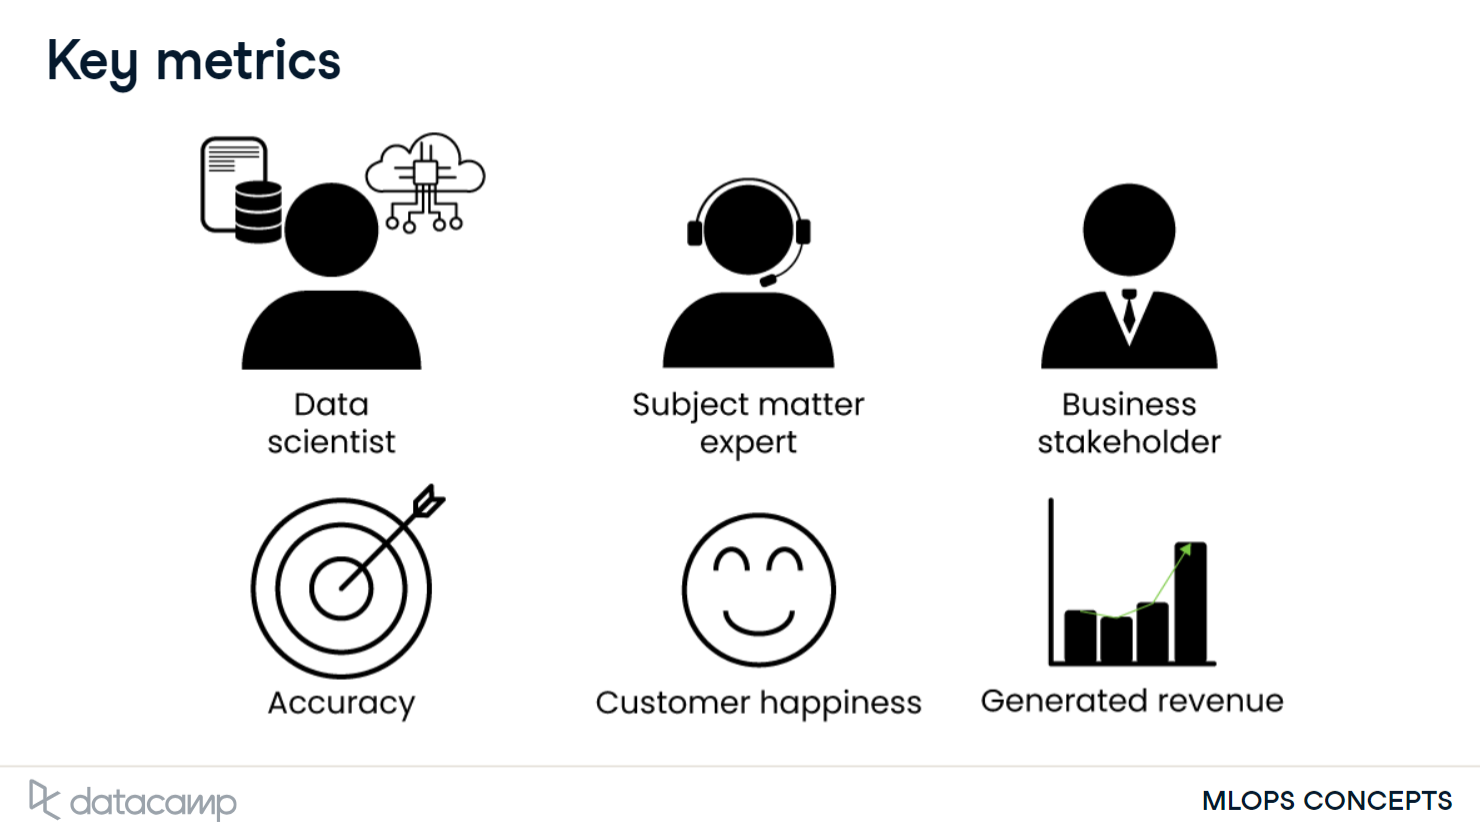 Key metrics
Data
scientist
Subject matter
expert
Business
stakeholder
Accuracy
Customer happiness
Generated revenue
datacamp
MLOPS CONCEPTS